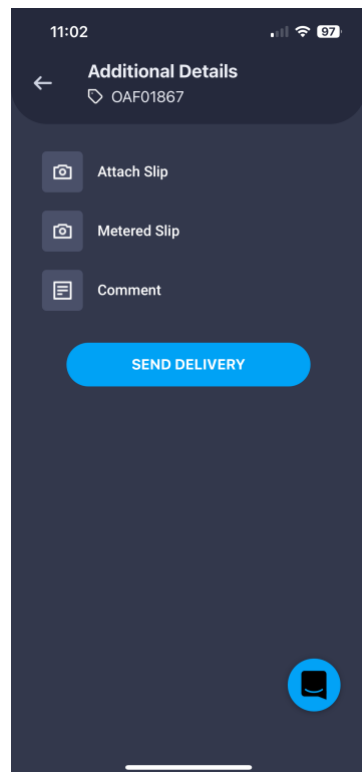 11:02
97
Additional Details
OAF01867
Attach Slip
Metered Slip
Comment
SEND DELIVERY